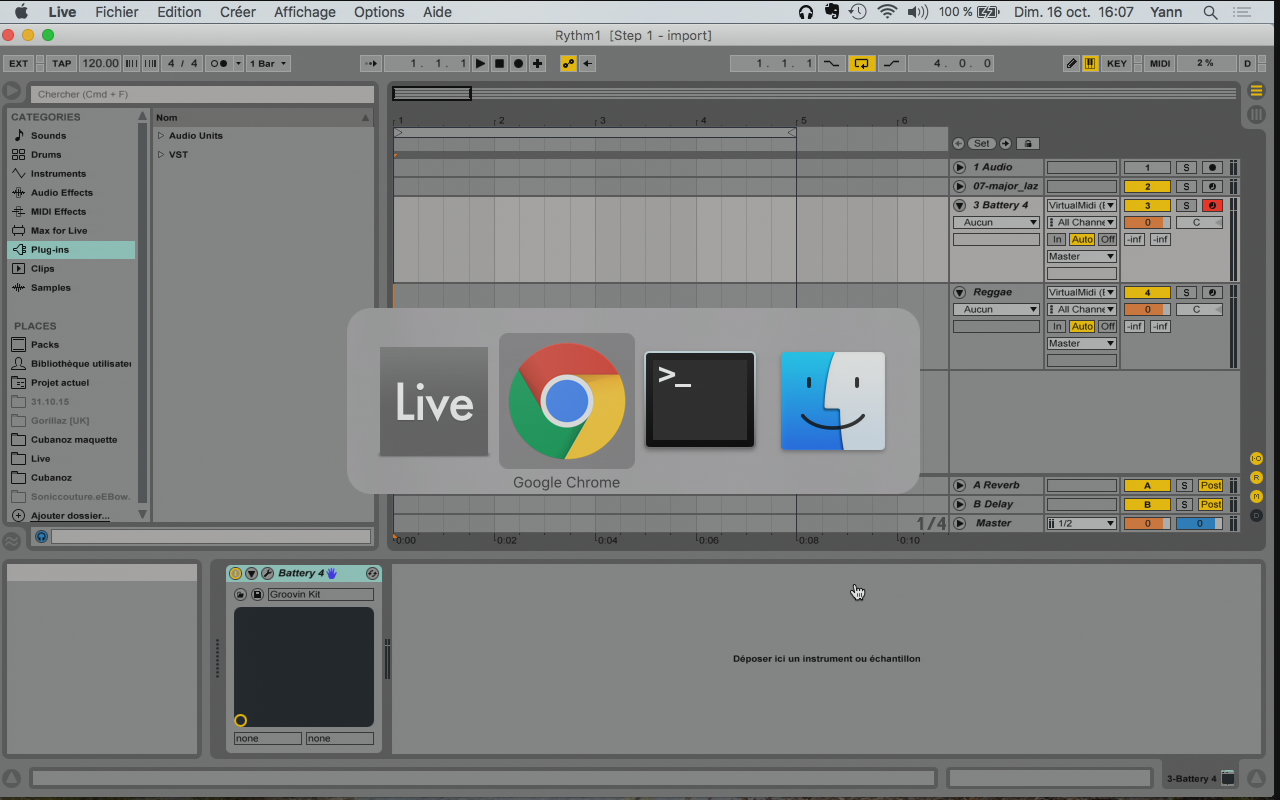 Live Fichier Edition Créer Affichage Options Aide 100 % Dim. 16 oct. 16:07 Yann
Rythm1 [Step 1 - import]
EXT TAP 120.00 4 / 4 1 Bar 1. 1. 1 1. 1. 1 4. 0. 0 KEY MIDI 2 % D
Chercher (Cmd + F)
CATEGORIES
Sounds
Drums
Instruments
Audio Effects
MIDI Effects
Max for Live
Plug-ins
Clips
Samples
PLACES
Packs
Bibliothèque utilisateu
Projet actuel
31.10.15
Gorillaz [UK]
Cubanoz maquette
Live
Cubanoz
Soniccouture.eEBow.
Ajouter dossier...
Nom
Audio Units
VST
1 2 3 4 5 6
Set
1 Audio 1 S
07-major_laz 2 S
3 Battery 4 VirtualMidi (E 3 S
Aucun All Channe 0 C
In Auto Off -inf -inf
Master
Reggae VirtualMidi (E 4 S
Aucun All Channe 0 C
In Auto Off -inf -inf
Master
Live
>_
Google Chrome
A Reverb A S Post
B Delay B S Post
1/4 Master 1/2 0 0
0:00 0:02 0:04 0:06 0:08 0:10
I-O
R
M
D
Battery 4
Groovin Kit
none none
Déposer ici un instrument ou échantillon
3-Battery 4